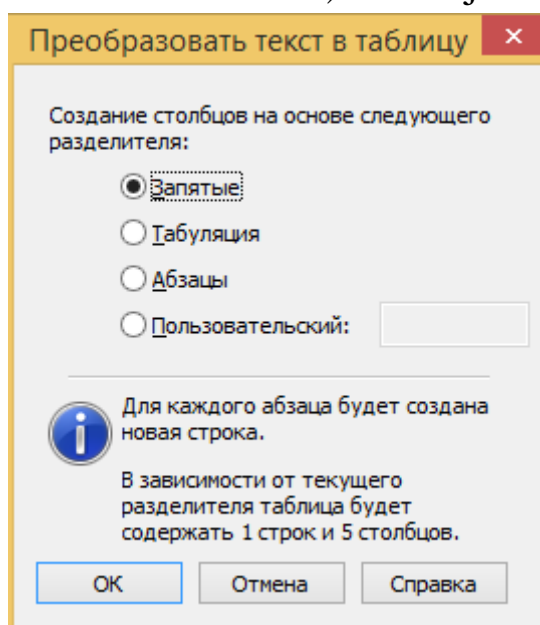 Преобразовать текст в таблицу
Создание столбцов на основе следующего
разделителя:
Запятые
Табуляция
Абзацы
Пользовательский:
Для каждого абзаца будет создана
новая строка.
В зависимости от текущего
разделителя таблица будет
содержать 1 строк и 5 столбцов.
ОК
Отмена
Справка